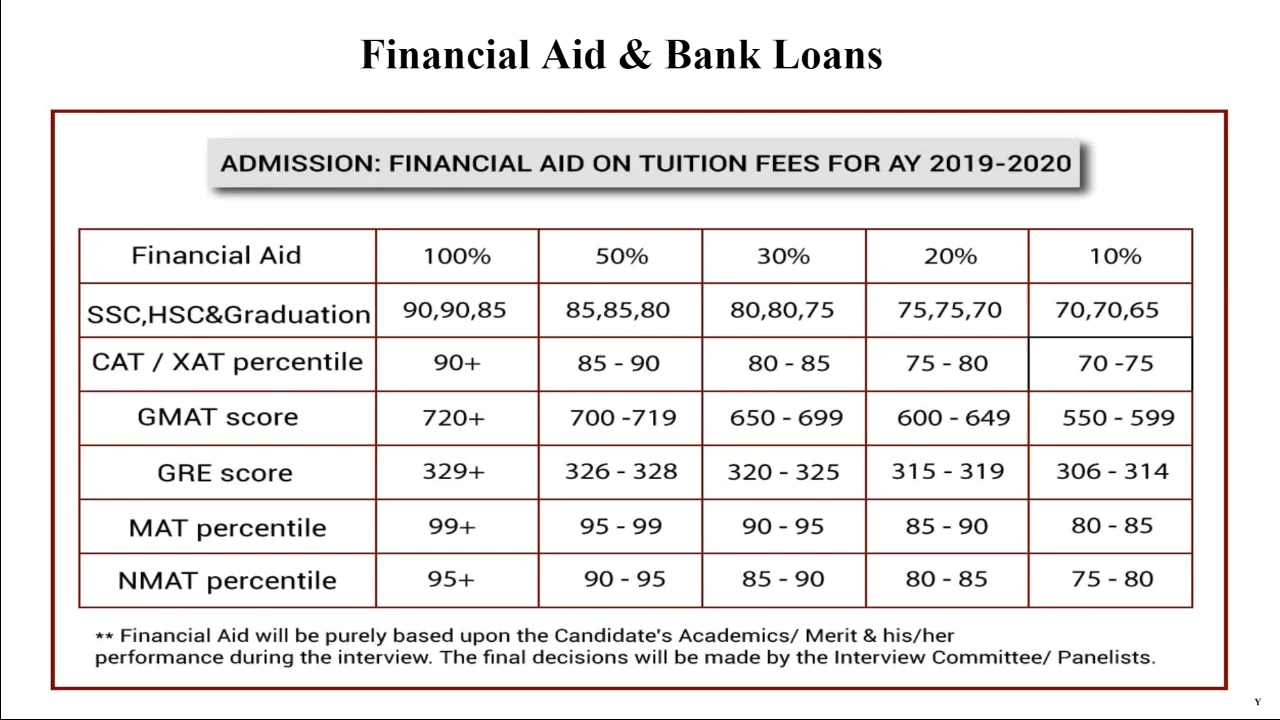 Financial Aid & Bank Loans
ADMISSION: FINANCIAL AID ON TUITION FEES FOR AY 2019-2020
Financial Aid 100% 50% 30% 20% 10%
SSC,HSC&Graduation 90,90,85 85,85,80 80,80,75 75,75,70 70,70,65
CAT / XAT percentile 90+ 85 - 90 80 - 85 75 - 80 70 -75
GMAT score 720+ 700 -719 650 - 699 600 - 649 550 - 599
GRE score 329+ 326 - 328 320 - 325 315 - 319 306 - 314
MAT percentile 99+ 95 - 99 90 - 95 85 - 90 80 - 85
NMAT percentile 95+ 90 - 95 85 - 90 80 - 85 75 - 80
** Financial Aid will be purely based upon the Candidate's Academics/ Merit & his/her
performance during the interview. The final decisions will be made by the Interview Committee/ Panelists.
Y